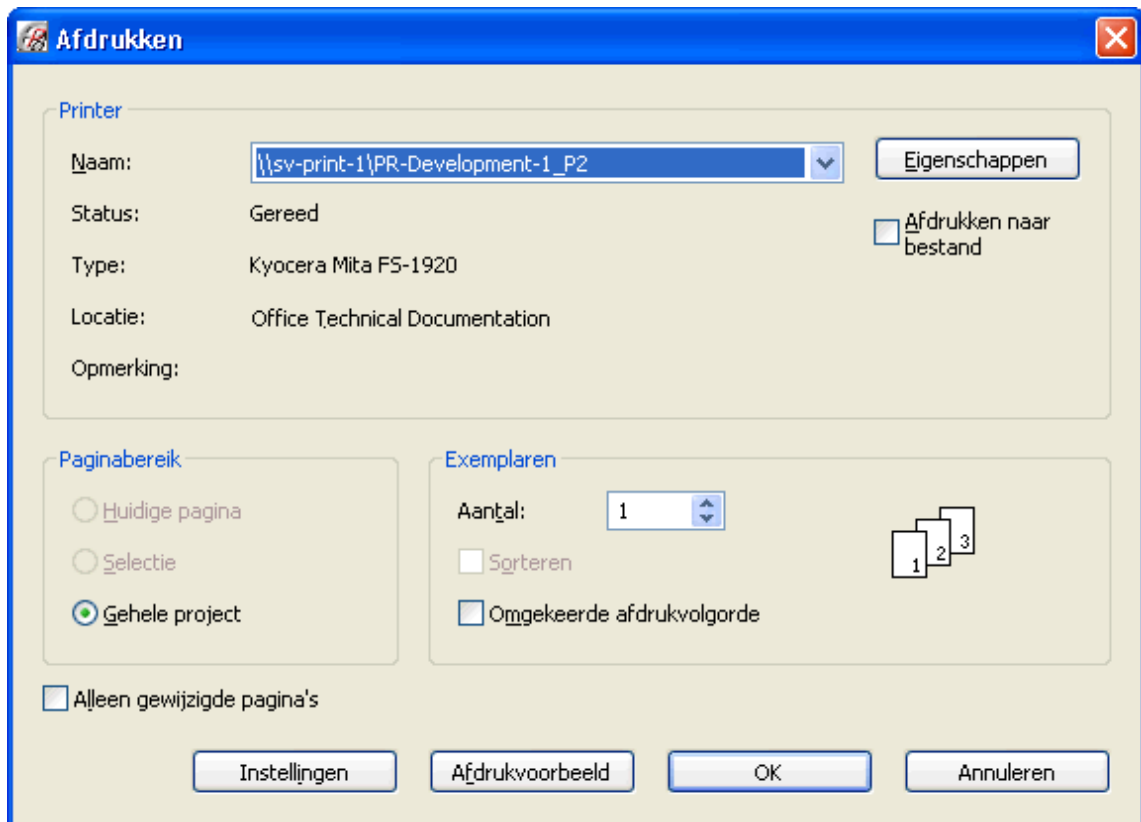 Afdrukken
Printer
Naam:
\\sv-print-1\PR-Development-1_P2
Eigenschappen
Status:
Gereed
Afdrukken naar
bestand
Type:
Kyocera Mita FS-1920
Locatie:
Office Technical Documentation
Opmerking:
Paginabereik
Huidige pagina
Selectie
Gehele project
Exemplaren
Aantal:
1
Sorteren
Omgekeerde afdrukvolgorde
1
2
3
Alleen gewijzigde pagina's
Instellingen
Afdrukvoorbeeld
OK
Annuleren